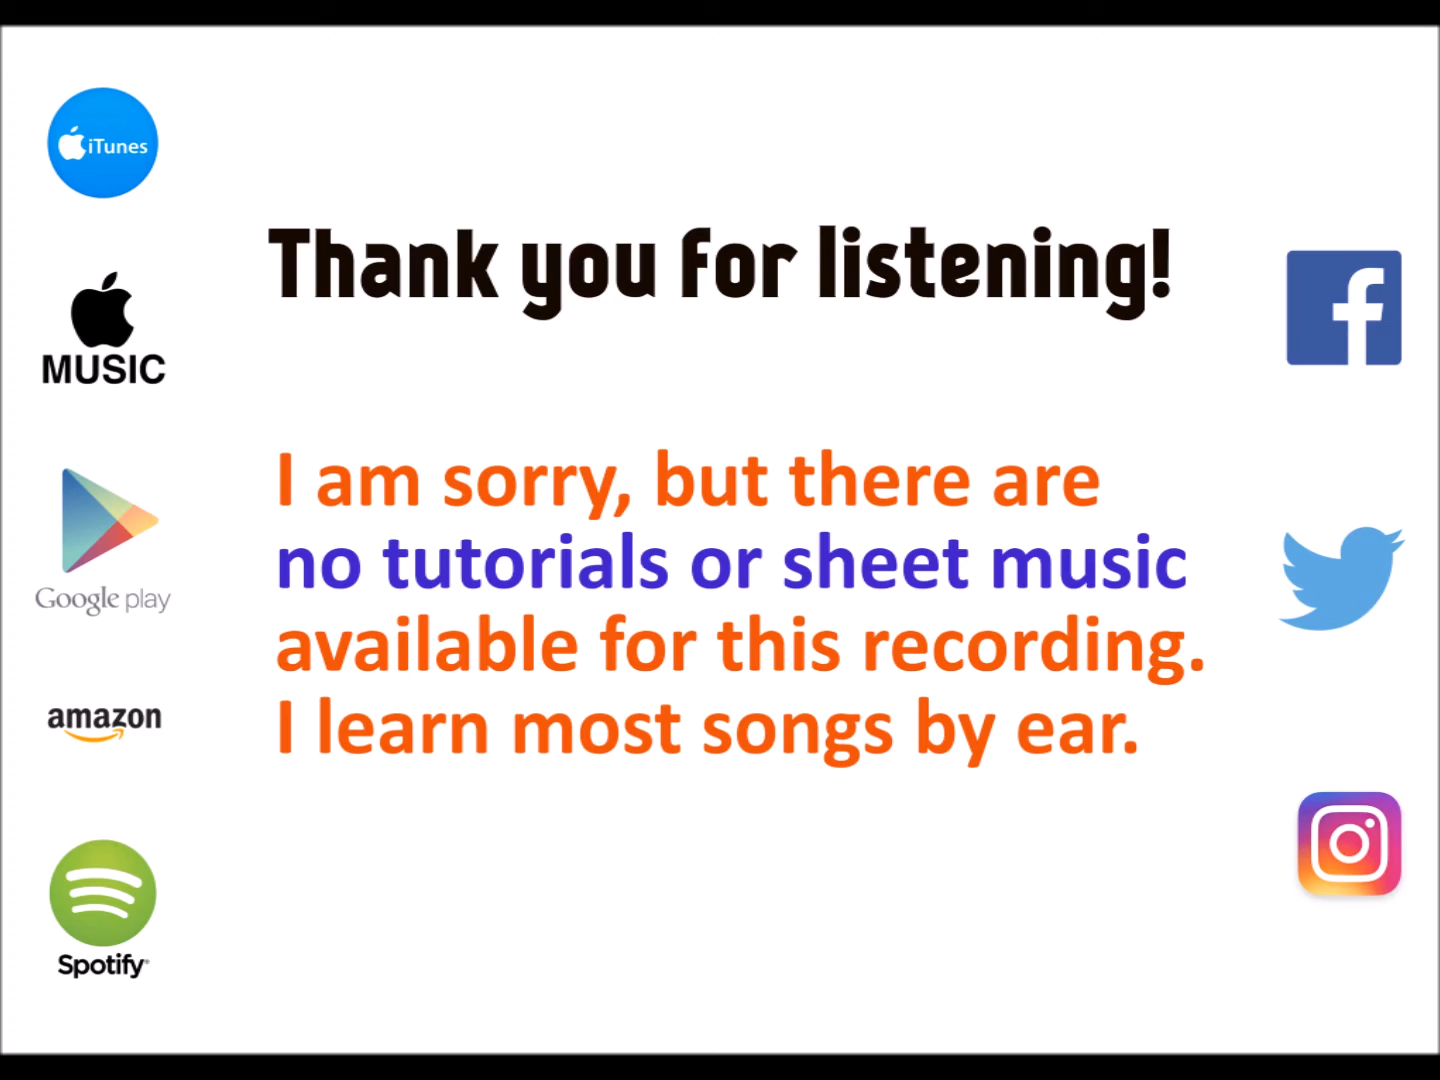 iTunes
Thank you for listening!
MUSIC
I am sorry, but there are
no tutorials or sheet music
Google play
available for this recording.
I learn most songs by ear.
amazon
Spotify